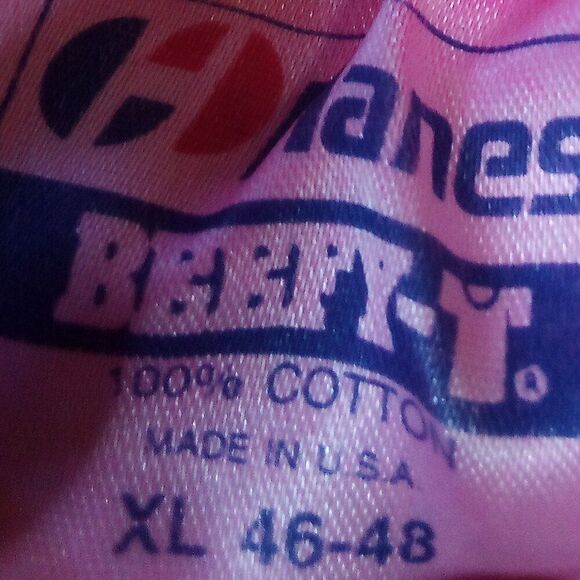 Hanes
BEEFY-T®
100% COTTON
MADE IN U.S.A.
XL 46-48